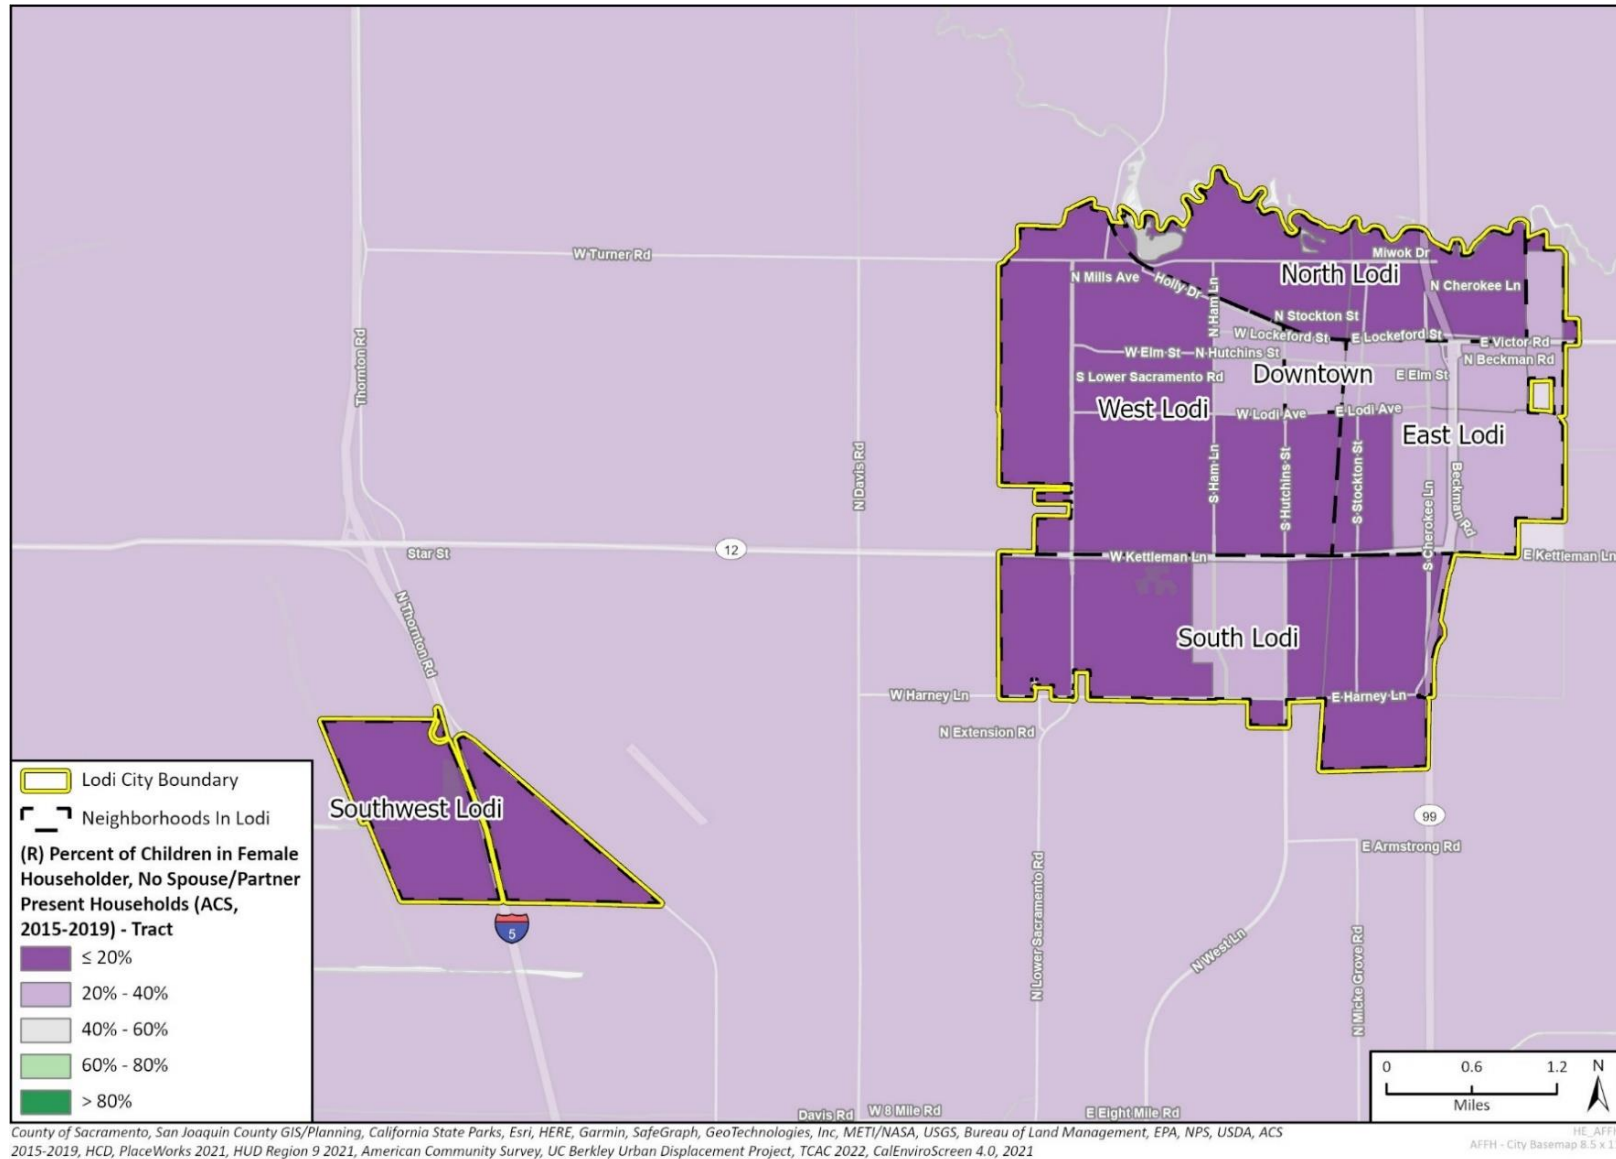 Miwok Dr
W Turner Rd
North Lodi
N Mills Ave
Holly Dr
N Ham Ln
N Cherokee Ln
N Stockton St
W Lockeford St
E Lockeford St
E Victor Rd
Thornton Rd
W Elm St
N Hutchins St
N Beckman Rd
S Lower Sacramento Rd
Downtown
E Elm St
West Lodi
W Lodi Ave
E Lodi Ave
East Lodi
N Davis Rd
S Ham Ln
S Hutchins St
S Stockton St
S Cherokee Ln
Beckman Rd
Star St
12
W Kettleman Ln
E Kettleman Ln
N Thornton Rd
South Lodi
W Harney Ln
E Harney Ln
N Extension Rd
Southwest Lodi
99
E Armstrong Rd
5
N Lower Sacramento Rd
N West Ln
N Micke Grove Rd
Davis Rd
W 8 Mile Rd
E Eight Mile Rd
Lodi City Boundary
Neighborhoods In Lodi
(R) Percent of Children in Female
Householder, No Spouse/Partner
Present Households (ACS,
2015-2019) - Tract
≤ 20%
20% - 40%
40% - 60%
60% - 80%
> 80%
0 0.6 1.2
Miles
N
County of Sacramento, San Joaquin County GIS/Planning, California State Parks, Esri, HERE, Garmin, SafeGraph, GeoTechnologies, Inc, METI/NASA, USGS, Bureau of Land Management, EPA, NPS, USDA, ACS
2015-2019, HCD, PlaceWorks 2021, HUD Region 9 2021, American Community Survey, UC Berkley Urban Displacement Project, TCAC 2022, CalEnviroScreen 4.0, 2021
HE_AFF
AFFH - City Basemap 8.5 x 1